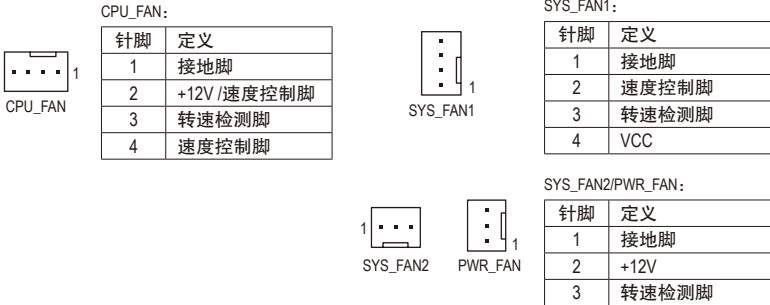 CPU_FAN：
针脚 定义
1 接地脚
2 +12V /速度控制脚
3 转速检测脚
4 速度控制脚
1
CPU_FAN
SYS_FAN1：
针脚 定义
1 接地脚
2 速度控制脚
3 转速检测脚
4 VCC
1
SYS_FAN1
SYS_FAN2/PWR_FAN：
针脚 定义
1 接地脚
2 +12V
3 转速检测脚
1
SYS_FAN2
1
PWR_FAN